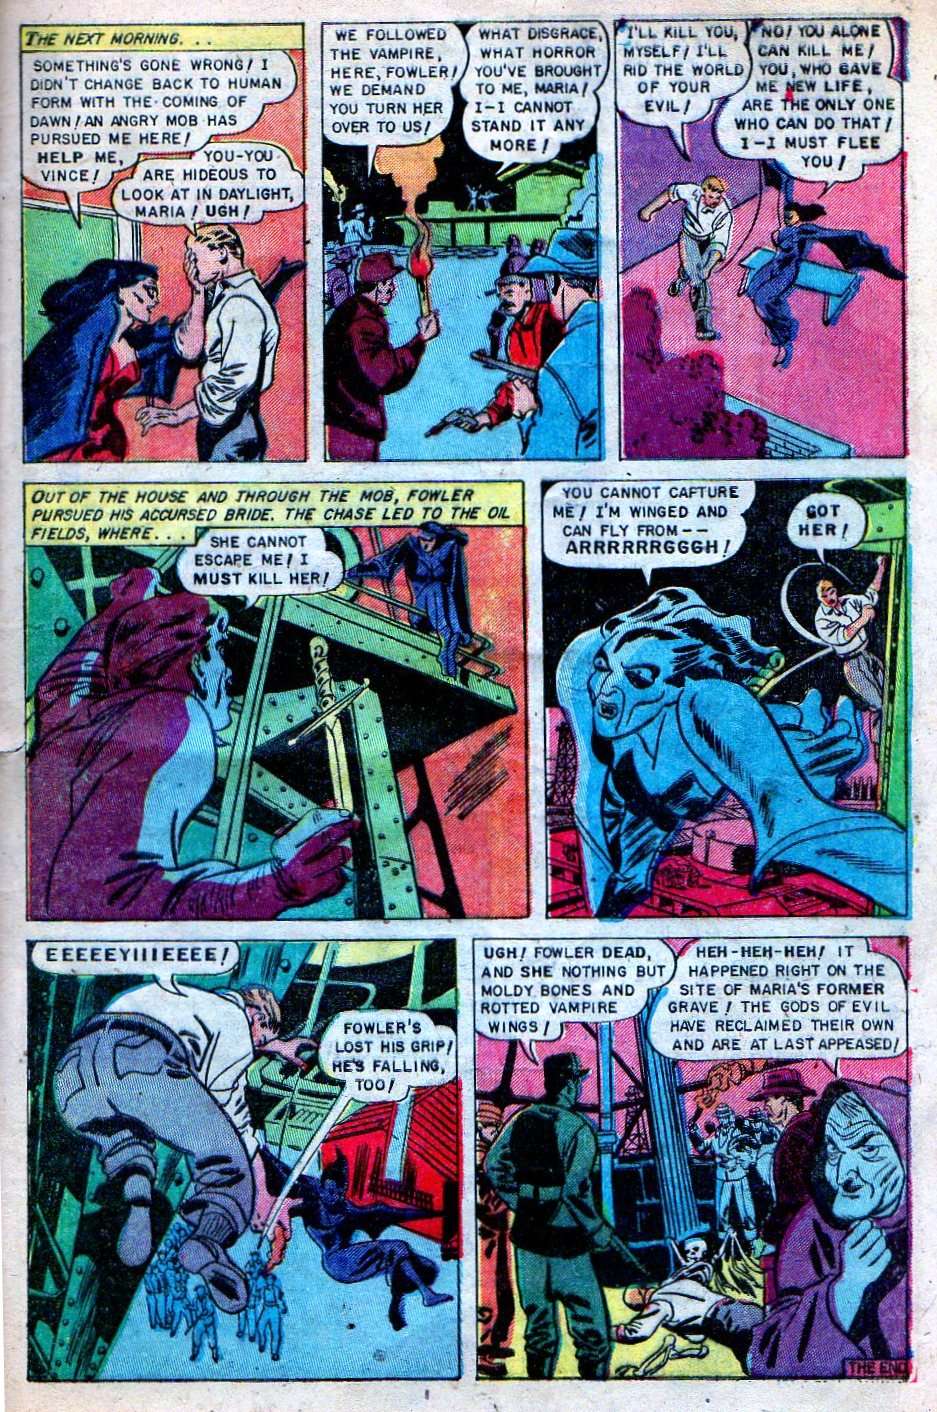 THE NEXT MORNING. . .
SOMETHING'S GONE WRONG! I
DIDN'T CHANGE BACK TO HUMAN
FORM WITH THE COMING OF
DAWN! AN ANGRY MOB HAS
PURSUED ME HERE!
HELP ME,
VINCE!
YOU-YOU
ARE HIDEOUS TO
LOOK AT IN DAYLIGHT,
MARIA! UGH!
WE FOLLOWED
THE VAMPIRE,
HERE, FOWLER!
WE DEMAND
YOU TURN HER
OVER TO US!
WHAT DISGRACE,
WHAT HORROR
YOU'VE BROUGHT
TO ME, MARIA!
I-I CANNOT
STAND IT ANY
MORE!
I'LL KILL YOU,
MYSELF! I'LL
RID THE WORLD
OF YOUR
EVIL!
NO! YOU ALONE
CAN KILL ME!
YOU, WHO GAVE
ME NEW LIFE,
ARE THE ONLY ONE
WHO CAN DO THAT!
I-I MUST FLEE
YOU!
OUT OF THE HOUSE AND THROUGH THE MOB, FOWLER
PURSUED HIS ACCURSED BRIDE. THE CHASE LED TO THE OIL
FIELDS, WHERE. . .
SHE CANNOT
ESCAPE ME! I
MUST KILL HER!
YOU CANNOT CAPTURE
ME! I'M WINGED AND
CAN FLY FROM--
ARRRRRRGGGH!
GOT
HER!
EEEEEYIIIEEEE!
FOWLER'S
LOST HIS GRIP!
HE'S FALLING,
TOO!
UGH! FOWLER DEAD,
AND SHE NOTHING BUT
MOLDY BONES AND
ROTTED VAMPIRE
WINGS!
HEH-HEH-HEH! IT
HAPPENED RIGHT ON THE
SITE OF MARIA'S FORMER
GRAVE! THE GODS OF EVIL
HAVE RECLAIMED THEIR OWN
AND ARE AT LAST APPEASED!
THE END